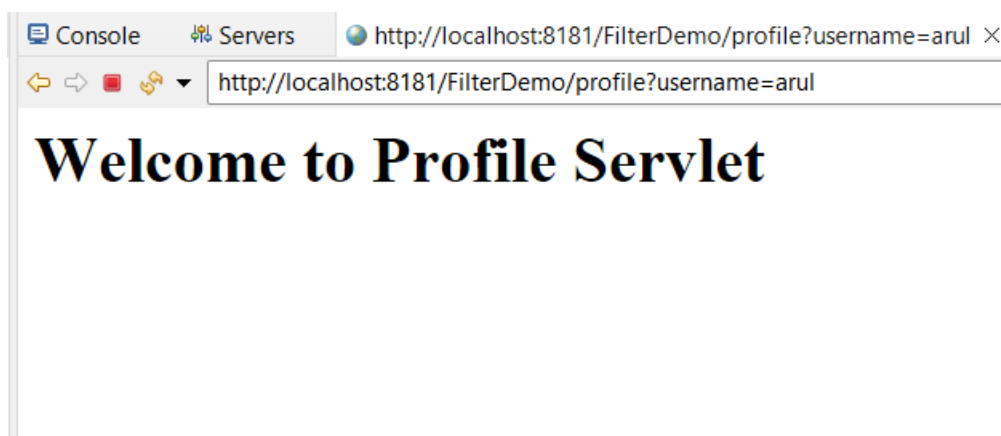 Console Servers http://localhost:8181/FilterDemo/profile?username=arul
http://localhost:8181/FilterDemo/profile?username=arul
Welcome to Profile Servlet